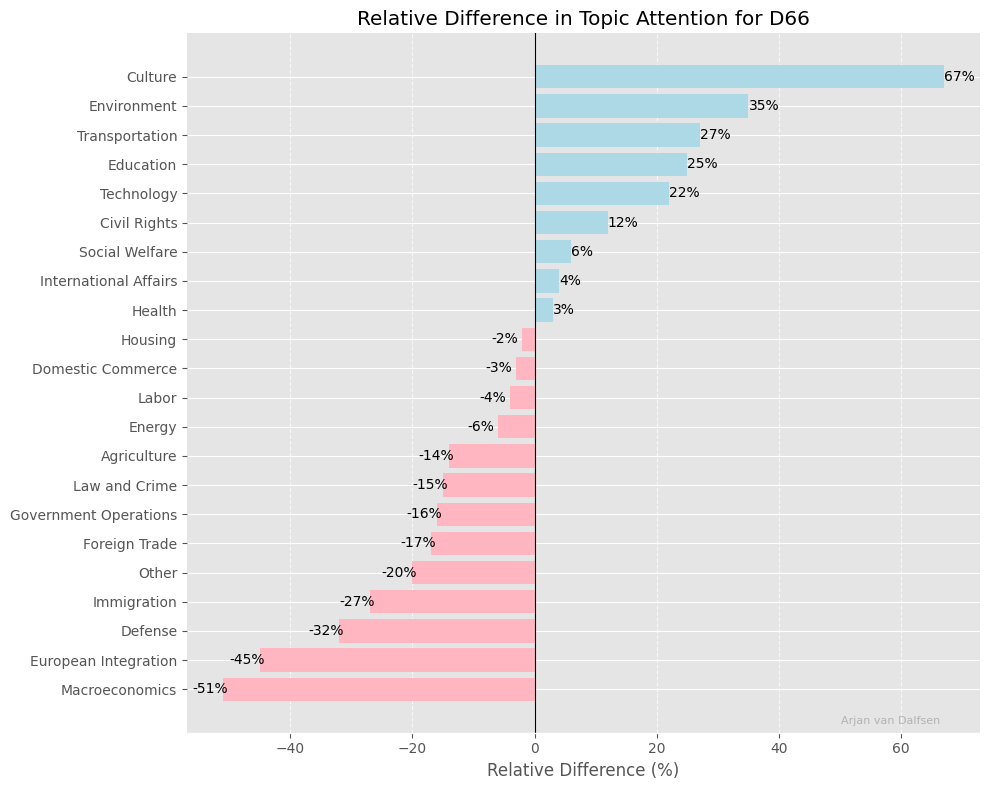 Relative Difference in Topic Attention for D66
Culture 67%
Environment 35%
Transportation 27%
Education 25%
Technology 22%
Civil Rights 12%
Social Welfare 6%
International Affairs 4%
Health 3%
Housing -2%
Domestic Commerce -3%
Labor -4%
Energy -6%
Agriculture -14%
Law and Crime -15%
Government Operations -16%
Foreign Trade -17%
Other -20%
Immigration -27%
Defense -32%
European Integration -45%
Macroeconomics -51%
Arjan van Dalfsen
−40 −20 0 20 40 60
Relative Difference (%)